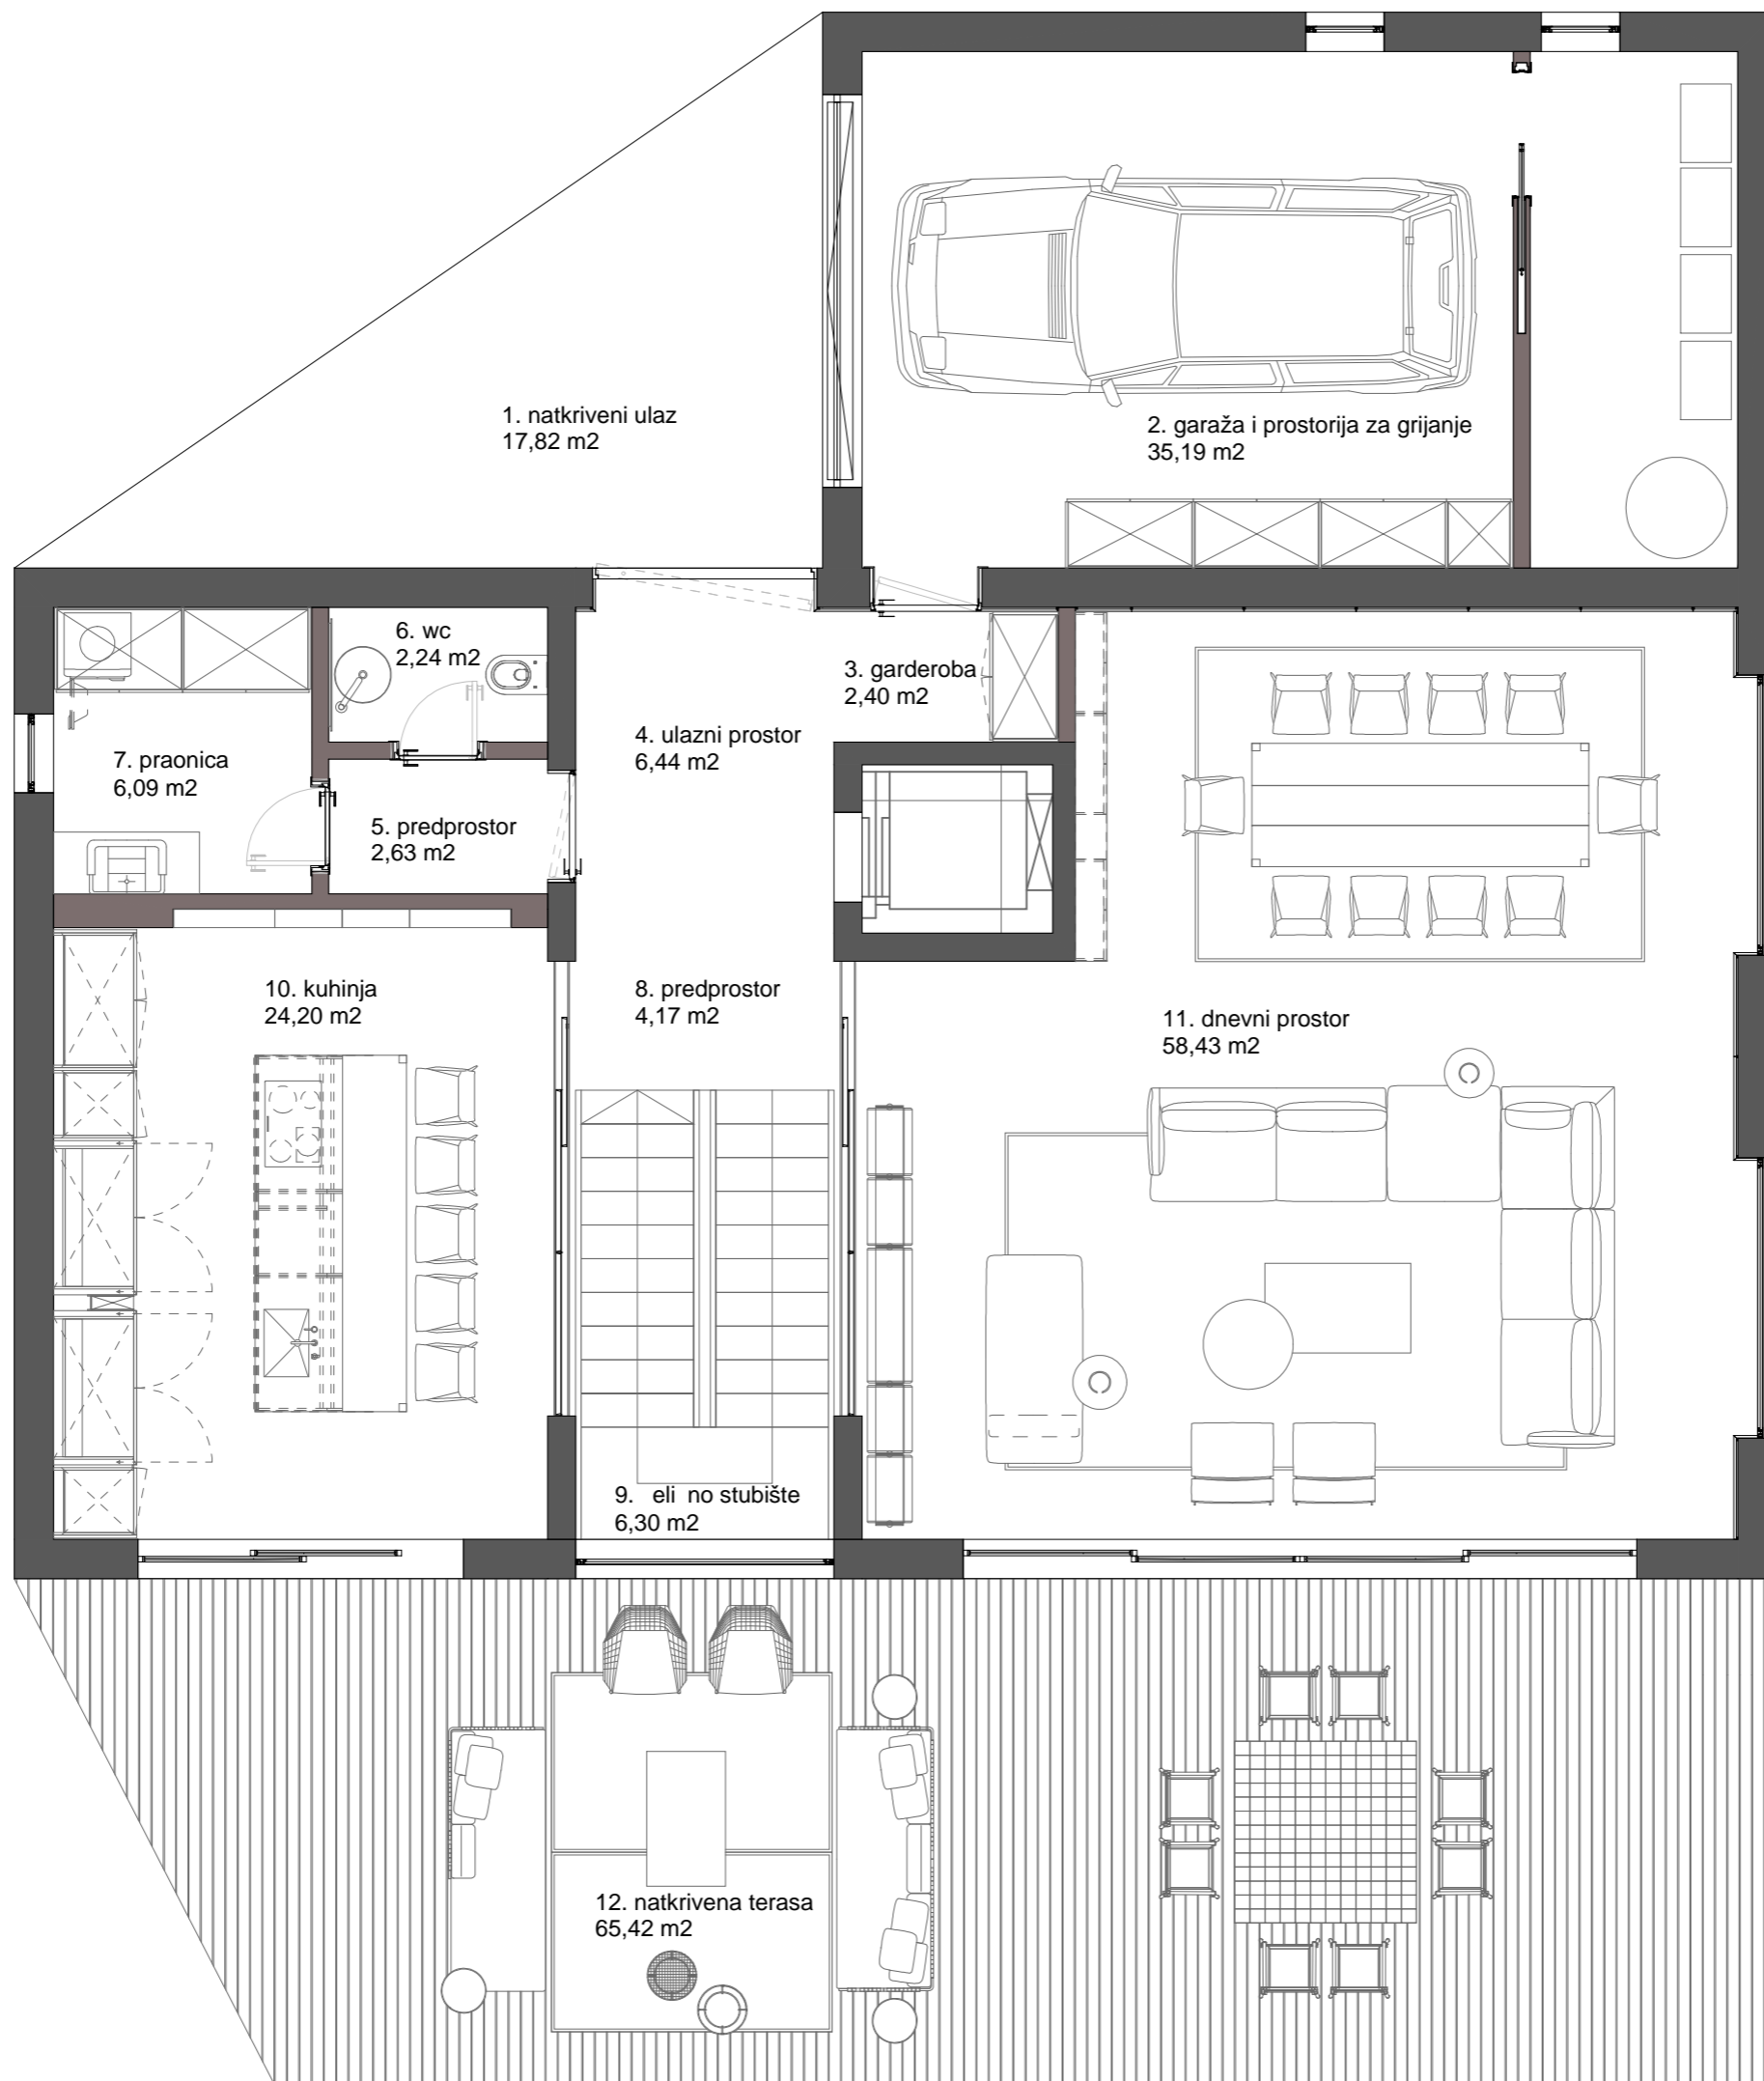 1. natkriveni ulaz
17,82 m2
2. garaža i prostorija za grijanje
35,19 m2
6. wc
2,24 m2
3. garderoba
2,40 m2
4. ulazni prostor
6,44 m2
7. praonica
6,09 m2
5. predprostor
2,63 m2
10. kuhinja
24,20 m2
8. predprostor
4,17 m2
11. dnevni prostor
58,43 m2
9. eli no stubište
6,30 m2
12. natkrivena terasa
65,42 m2